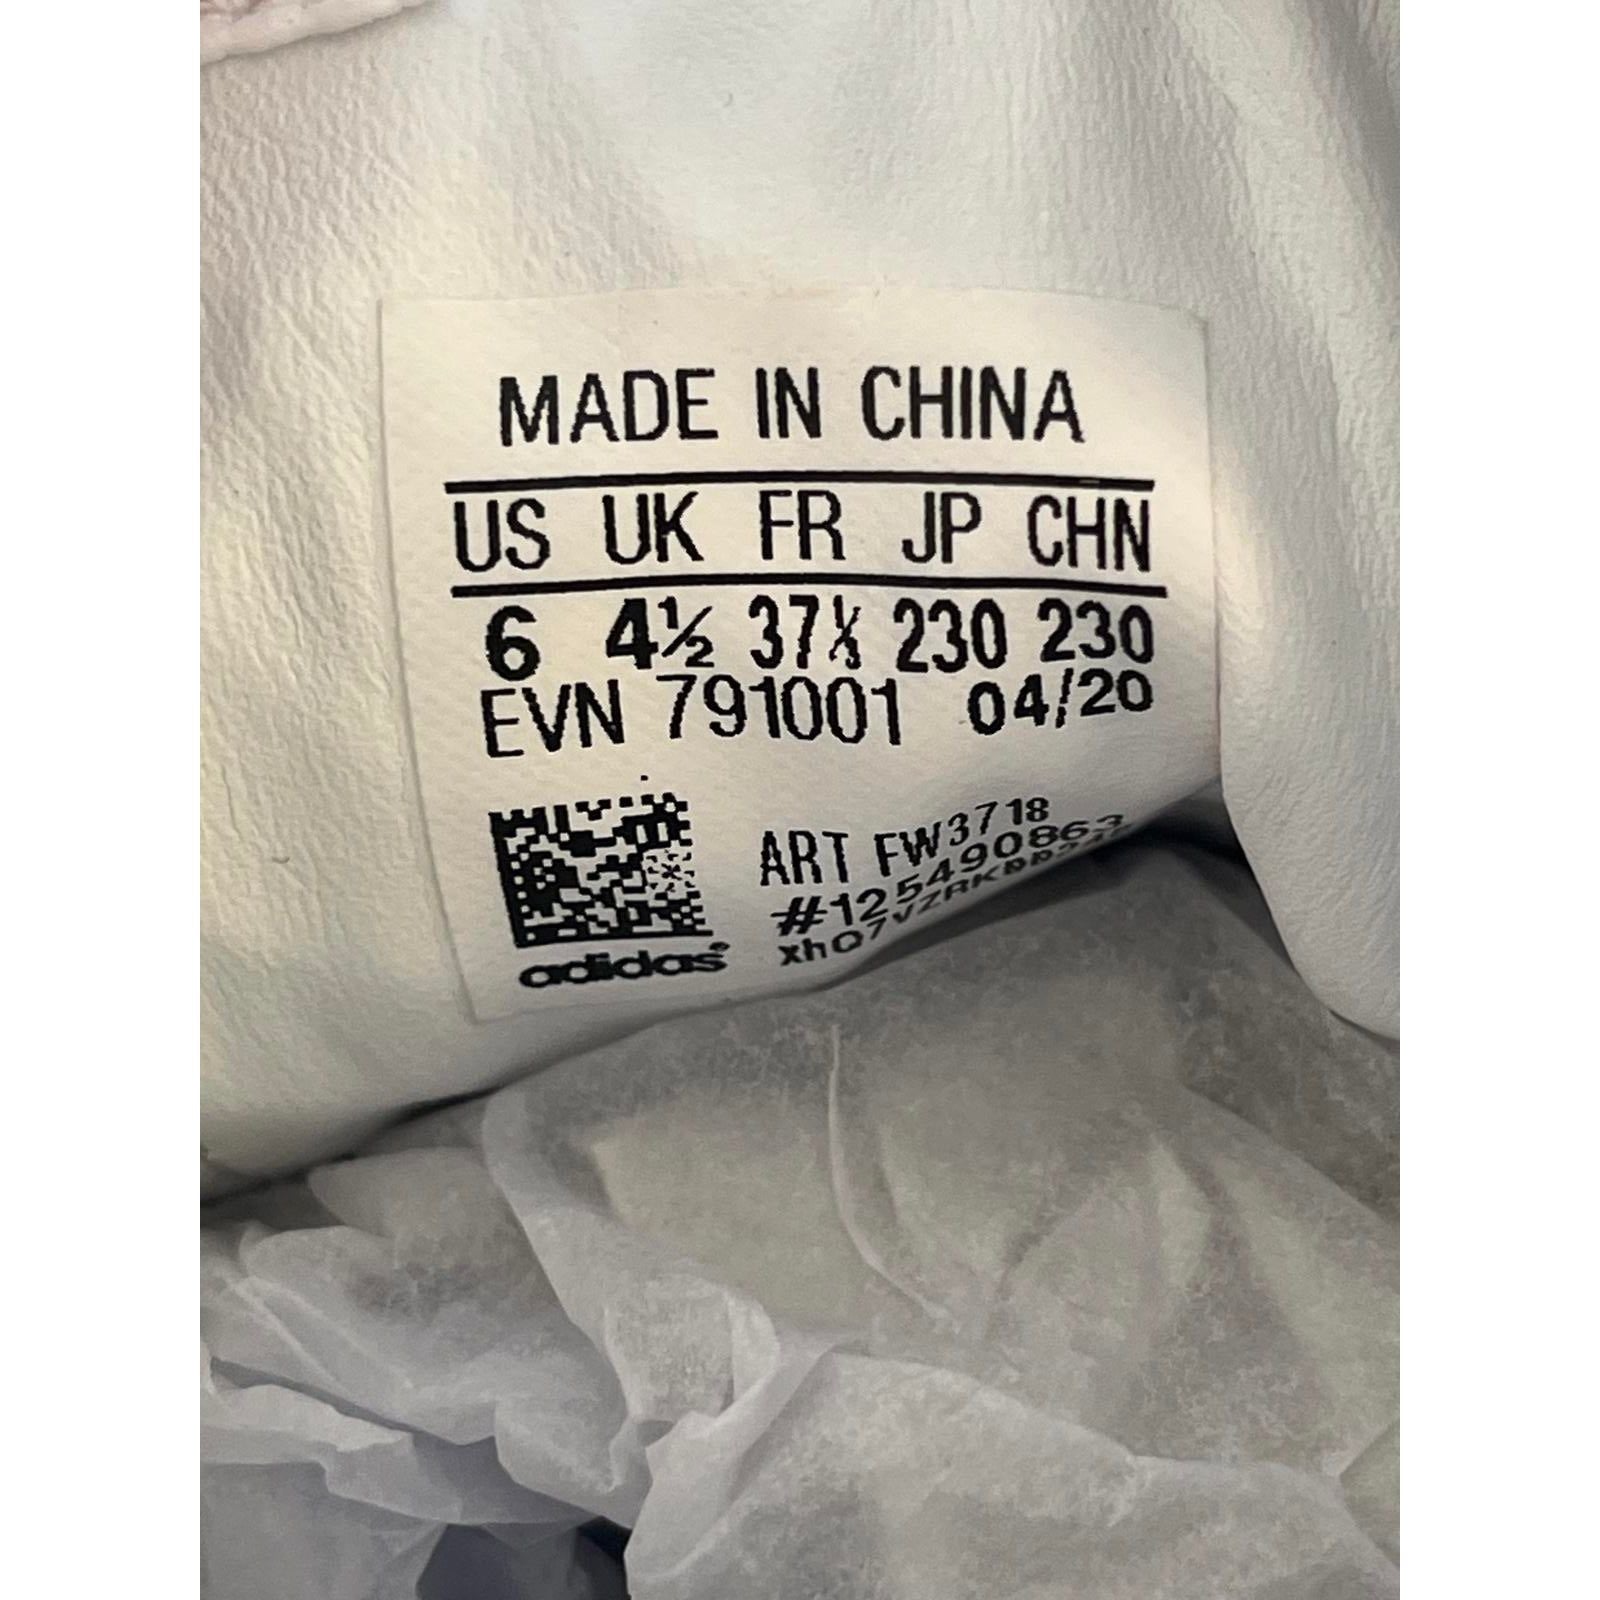 MADE IN CHINA
US UK FR JP CHN
6 4½ 37⅓ 230 230
EVN 791001 04/20
ART FW3718
#125490863
adidas®